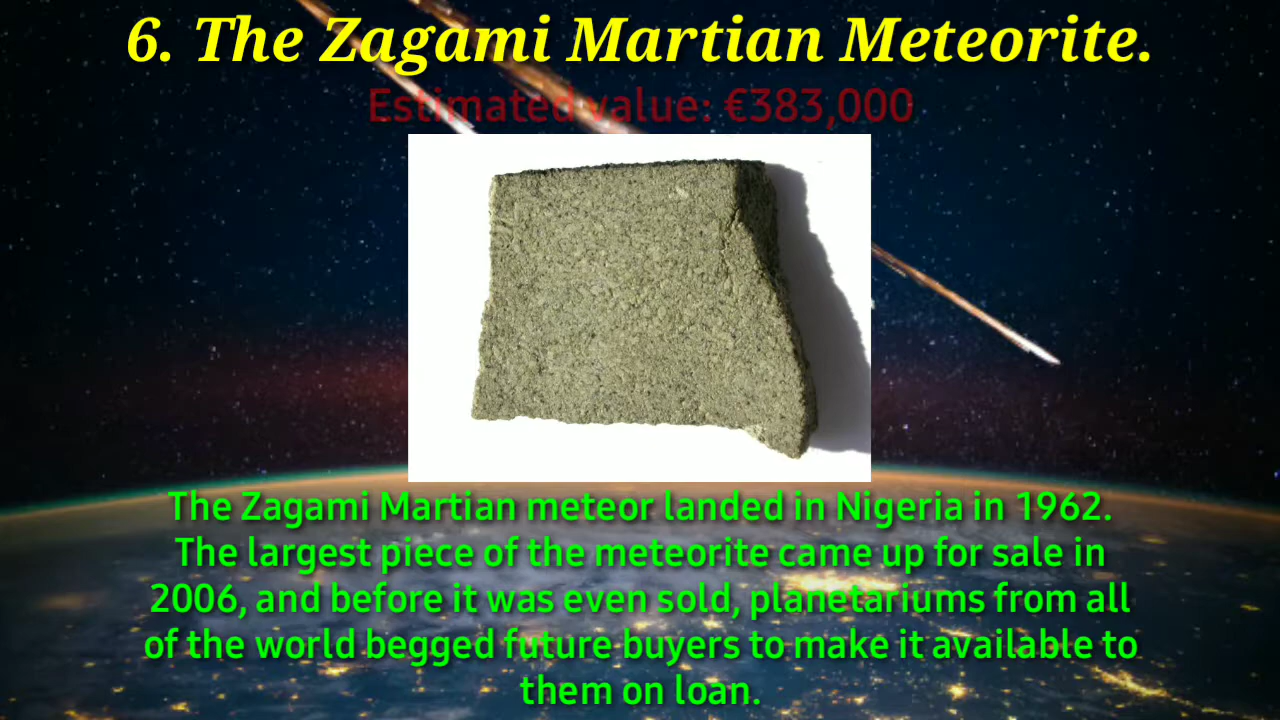 6. The Zagami Martian Meteorite.
Estimated value: €383,000
The Zagami Martian meteor landed in Nigeria in 1962.
The largest piece of the meteorite came up for sale in
2006, and before it was even sold, planetariums from all
of the world begged future buyers to make it available to
them on loan.